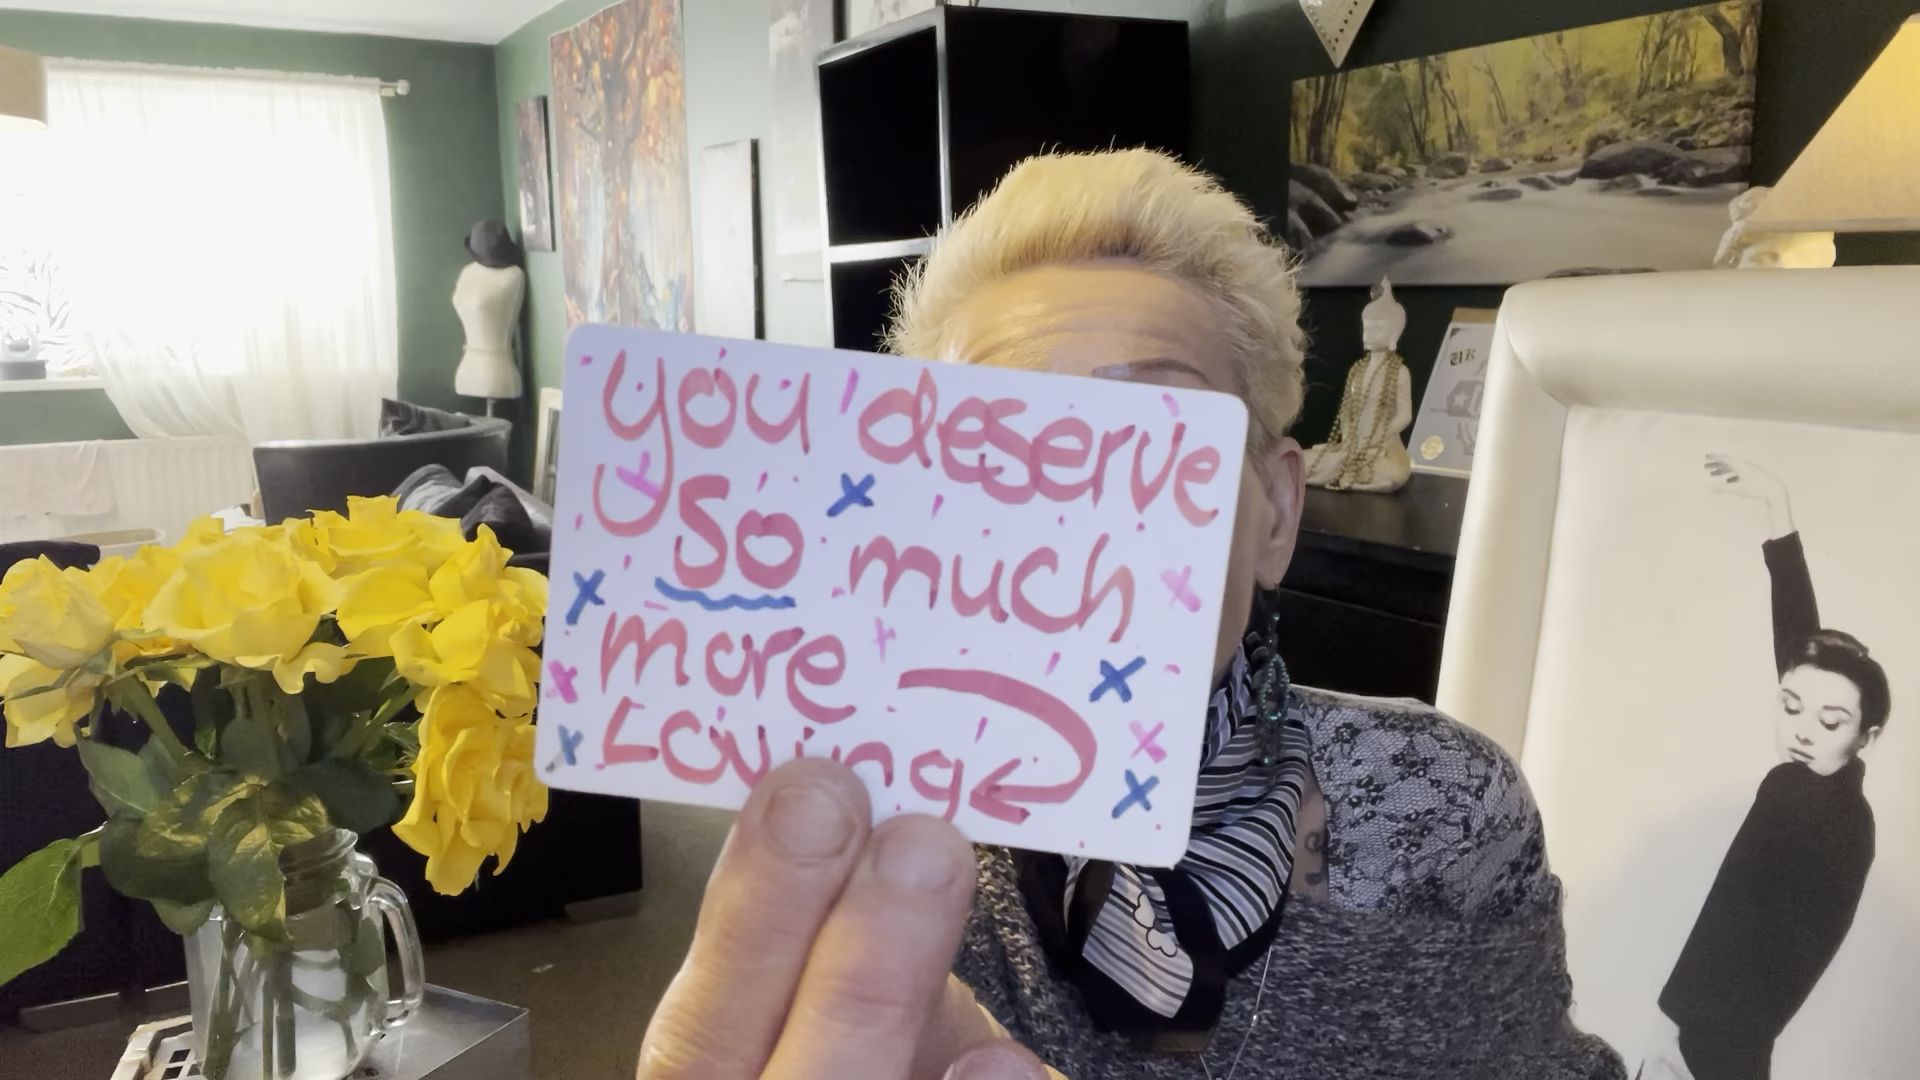 you deserve
so much
more
Loving